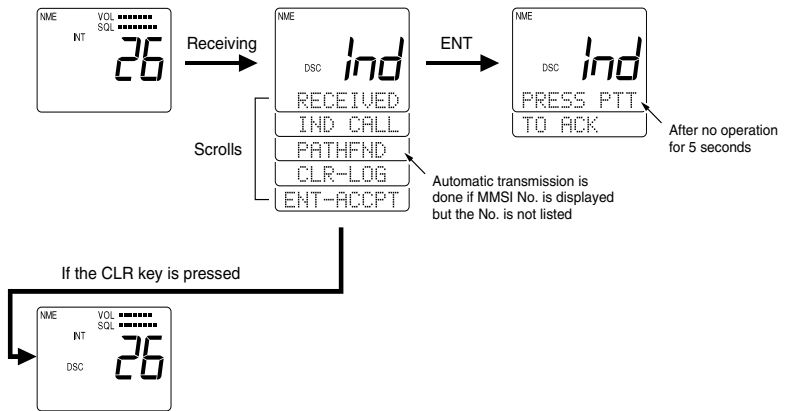 NME VOL
SQL
INT 26
Receiving
NME
DSC Ind
RECEIVED
IND CALL
PATHFND
CLR-LOG
ENT-ACCPT
Scrolls
ENT
NME
DSC Ind
PRESS PTT
TO ACK
After no operation
for 5 seconds
Automatic transmission is
done if MMSI No. is displayed
but the No. is not listed
If the CLR key is pressed
NME VOL
SQL
INT
DSC 26